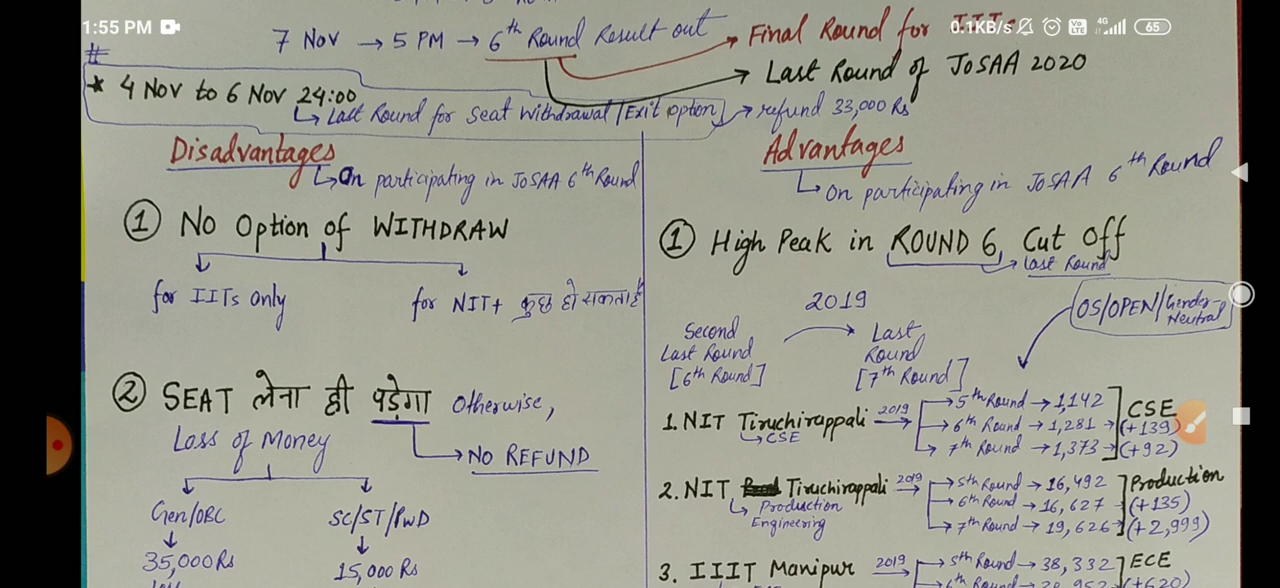 1:55 PM
0.1KB/s
4G
65
7 Nov → 5 PM → 6th Round Result out → Final Round for IITs
→ Last Round of JoSAA 2020
#
* 4 Nov to 6 Nov 24:00
↳ Last Round for Seat Withdrawal / Exit option → refund 33,000 Rs
Disadvantages
↳ On participating in JoSAA 6th Round
① No Option of WITHDRAW
for IITs only
for NIT+ कुछ हो सकता है
② SEAT लेना ही पड़ेगा Otherwise,
Loss of Money
→ NO REFUND
Gen/OBC
SC/ST/PwD
35,000 Rs
15,000 Rs
Advantages
↳ On participating in JoSAA 6th Round
① High Peak in ROUND 6 Cut Off
→ Last Round
2019
OS/OPEN/Gender-
Neutral
Second
Last Round
[6th Round]
Last
Round
[7th Round]
1. NIT Tiruchirappali 2019
↳ CSE
5th Round → 1,142
6th Round → 1,281 → (+139)
7th Round → 1,373 → (+92)
CSE
2. NIT Tiruchirappali 2019
↳ Production
Engineering
5th Round → 16,492
6th Round → 16,627 → (+135)
7th Round → 19,626 → (+2,999)
Production
3. IIIT Manipur 2019
5th Round → 38,332
ECE
(+620)